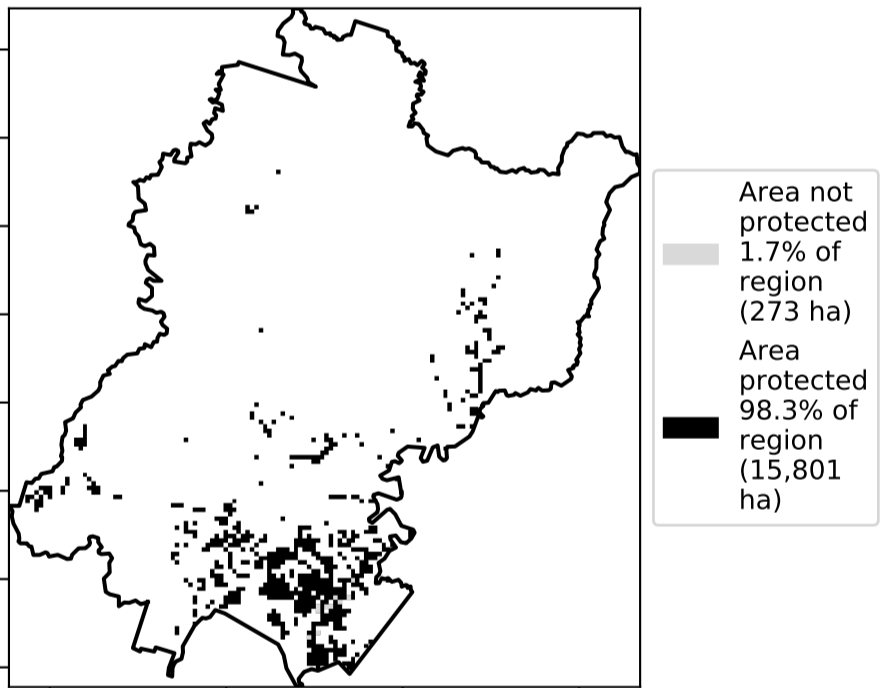 Area not
protected
1.7% of
region
(273 ha)
Area
protected
98.3% of
region
(15,801
ha)